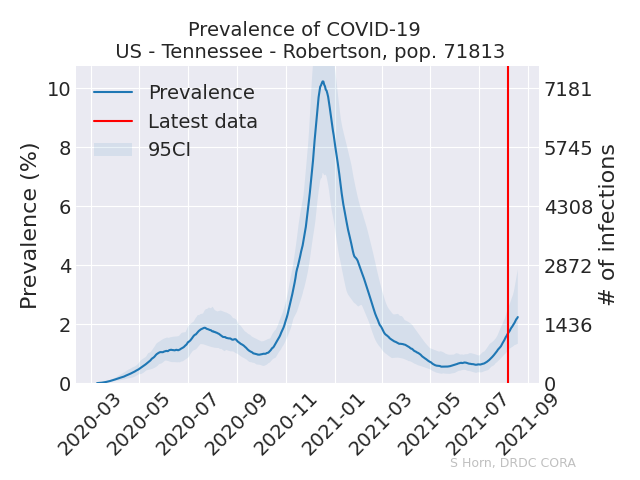 Prevalence of COVID-19
US - Tennessee - Robertson, pop. 71813
Prevalence
Latest data
95CI
Prevalence (%)
10
8
6
4
2
0
7181
5745
4308
2872
1436
0
# of infections
2020-03
2020-05
2020-07
2020-09
2020-11
2021-01
2021-03
2021-05
2021-07
2021-09
S Horn, DRDC CORA